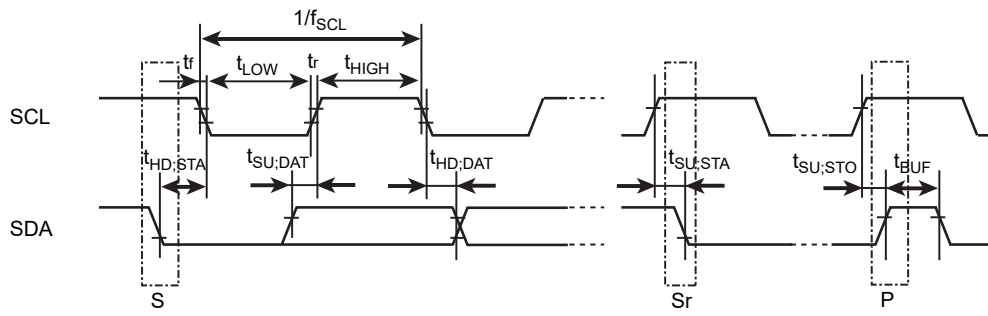 1/fSCL
tf
tLOW
tr
tHIGH
SCL
tHD;STA
tSU;DAT
tHD;DAT
tSU;STA
tSU;STO
tBUF
SDA
S
Sr
P